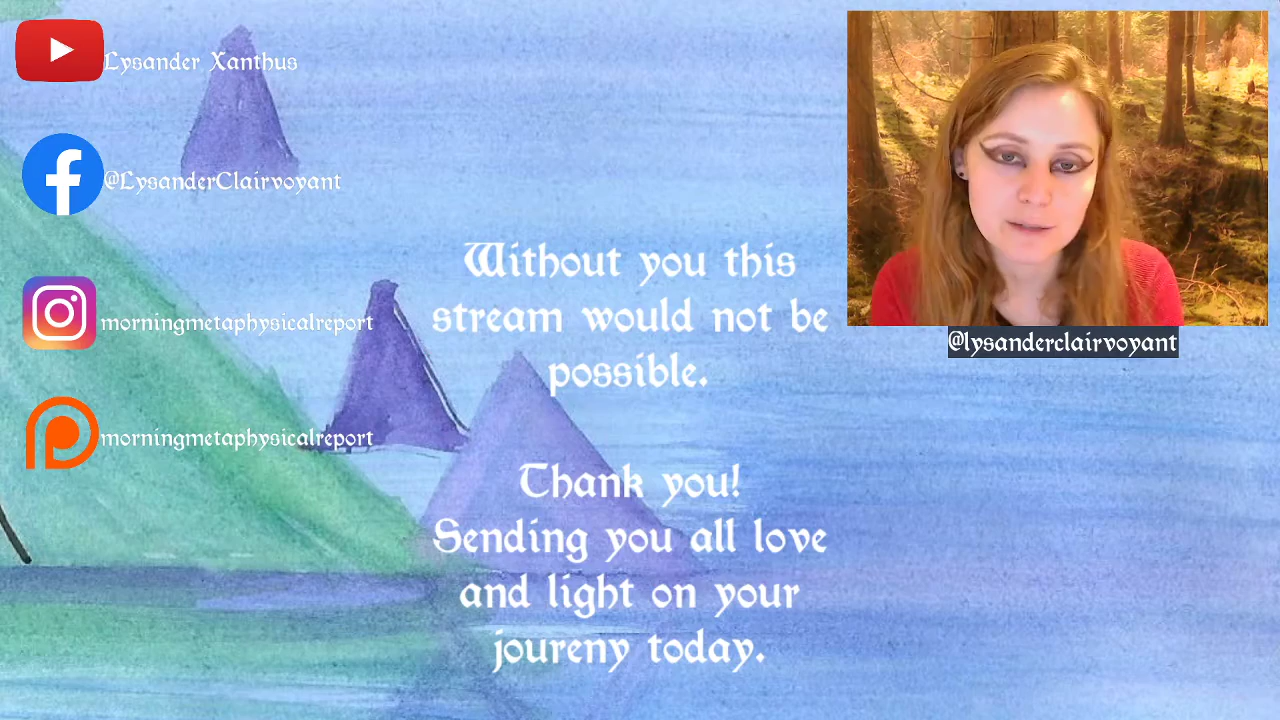 Lysander Xanthus
@LysanderClairvoyant
morningmetaphysicalreport
morningmetaphysicalreport
Without you this
stream would not be
possible.
Thank you!
Sending you all love
and light on your
joureny today.
@lysanderclairvoyant